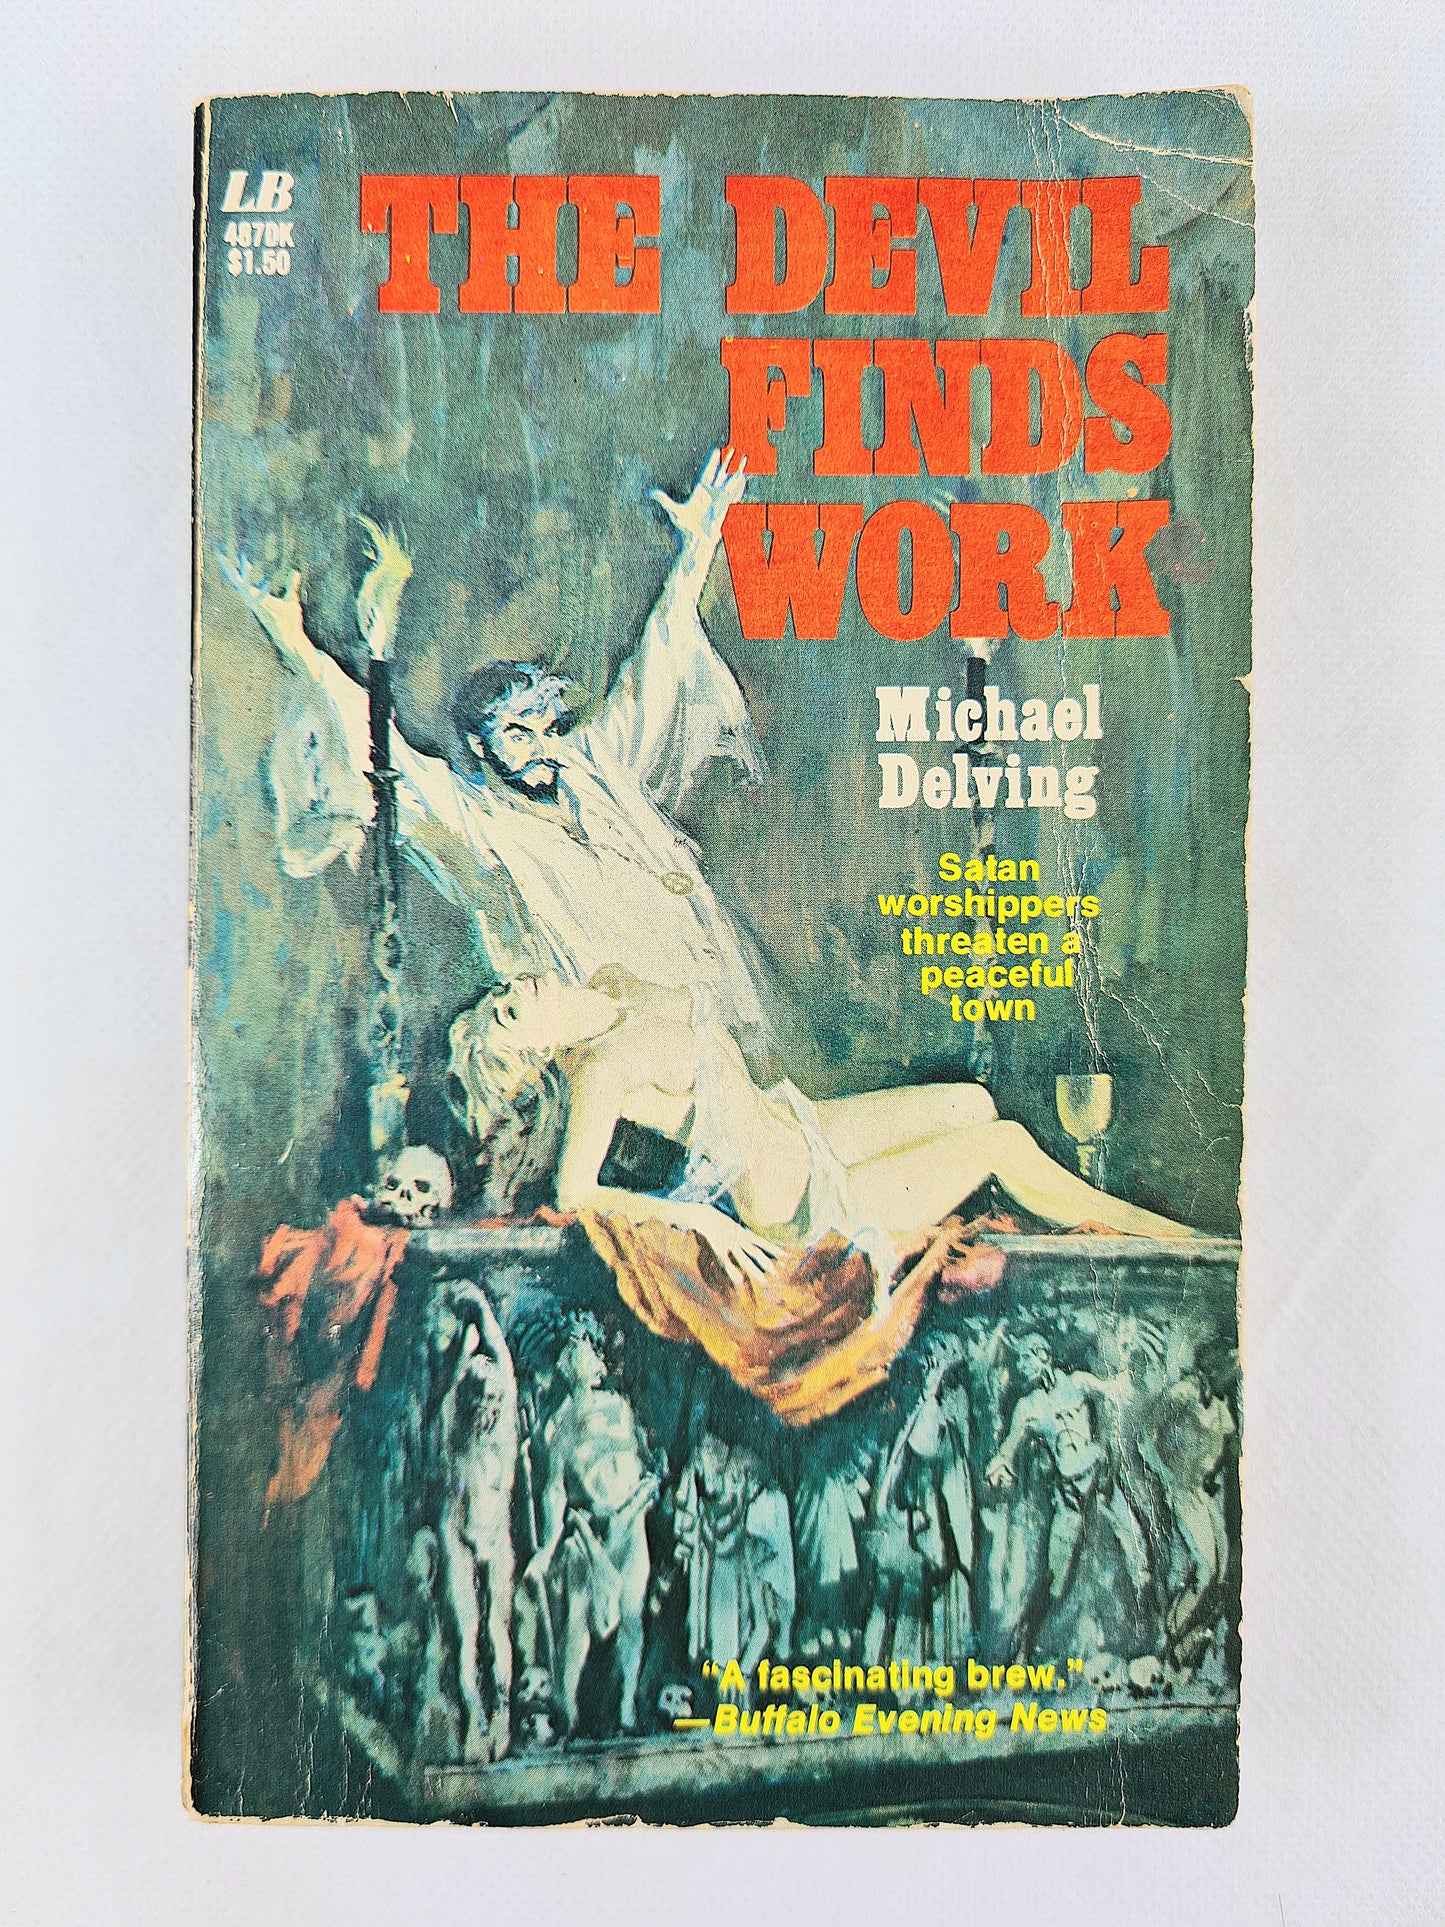 LB
487DK
$1.50
THE DEVIL
FINDS
WORK
Michael
Delving
Satan
worshippers
threaten a
peaceful
town
“A fascinating brew.”
—Buffalo Evening News